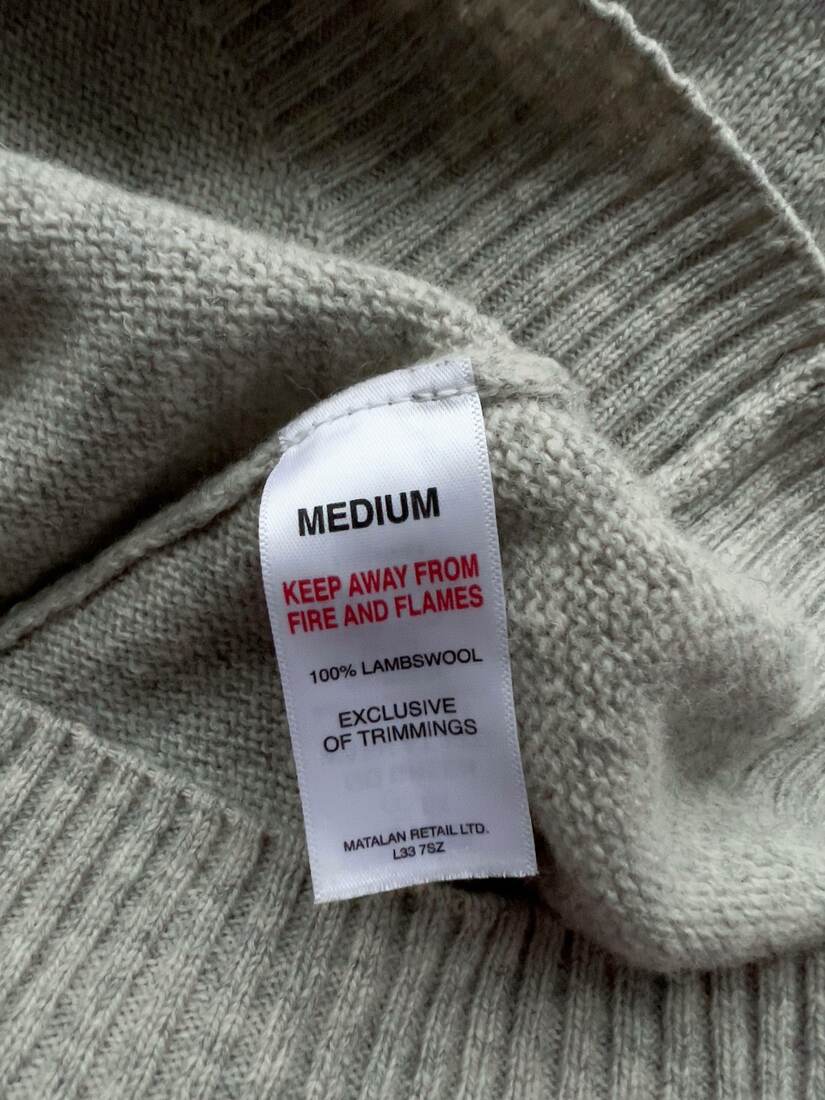 MEDIUM
KEEP AWAY FROM
FIRE AND FLAMES
100% LAMBSWOOL
EXCLUSIVE
OF TRIMMINGS
MATALAN RETAIL LTD.
L33 7SZ